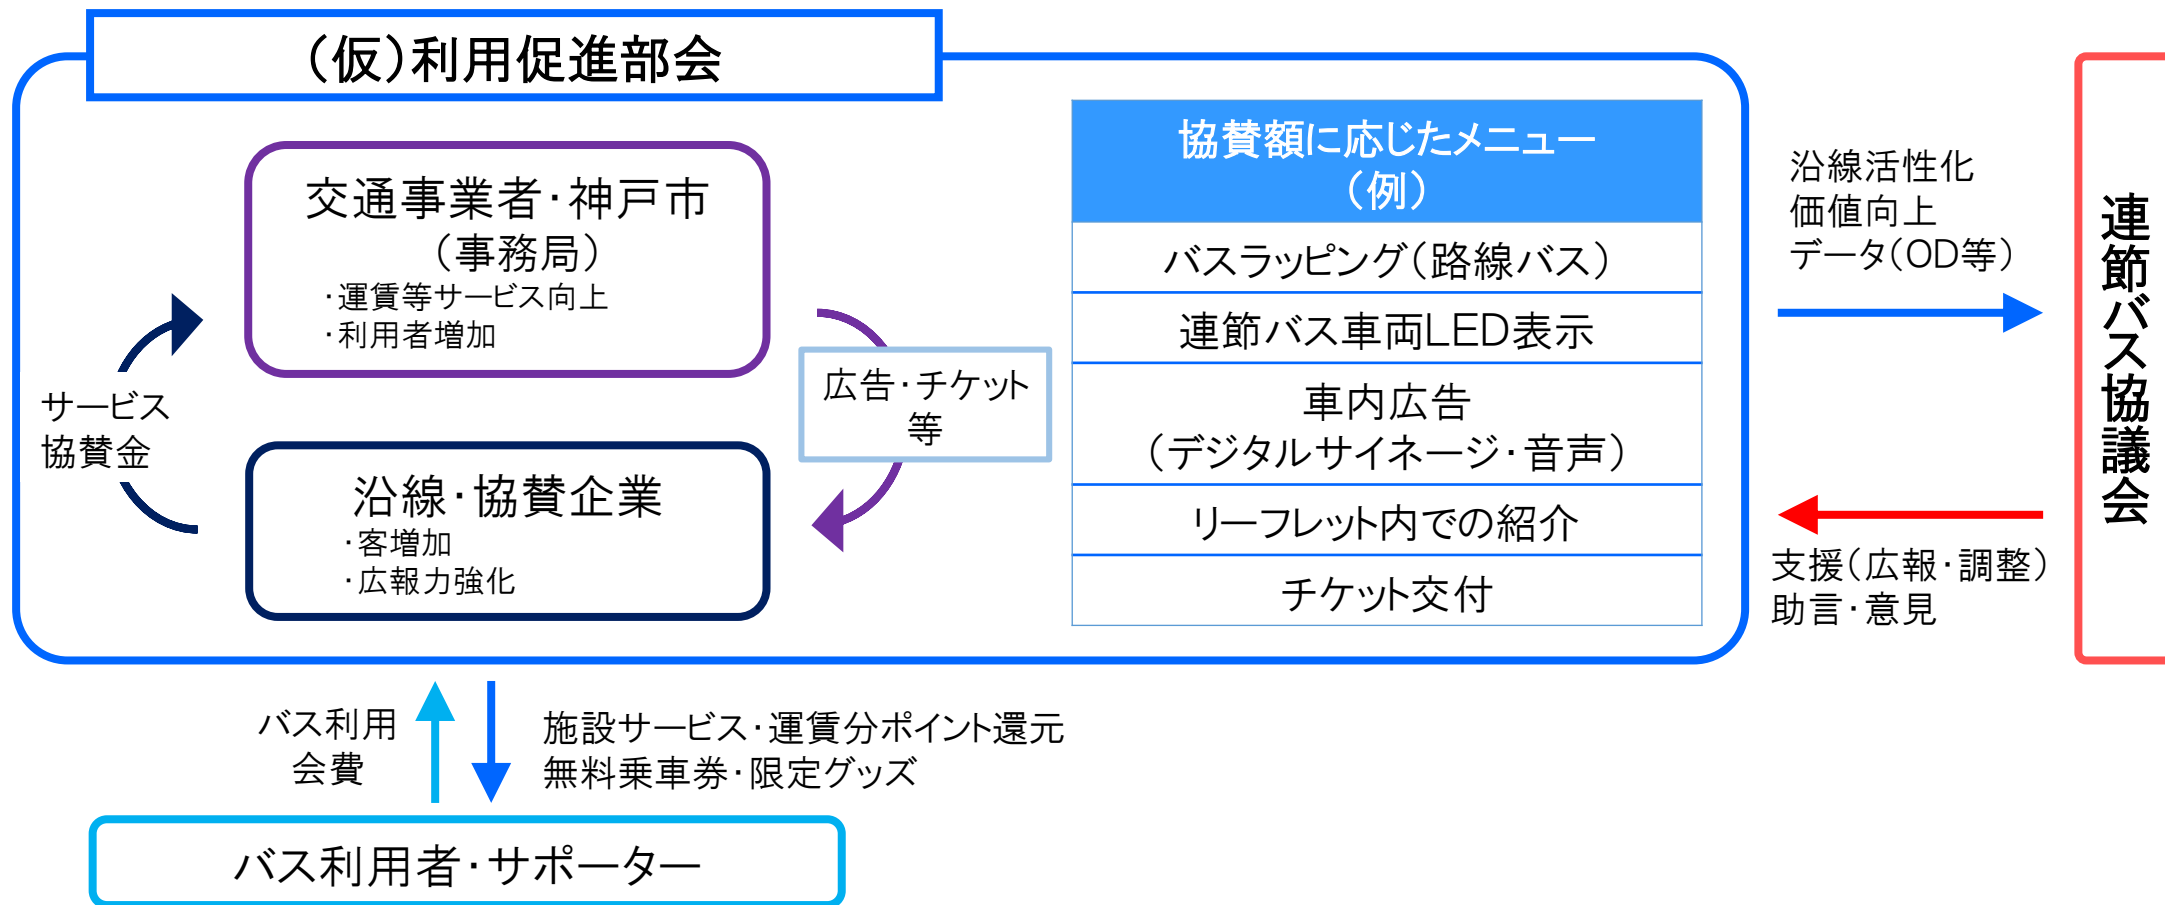 （仮）利用促進部会
交通事業者・神戸市
（事務局）
・運賃等サービス向上
・利用者増加
サービス
協賛金
広告・チケット
等
沿線・協賛企業
・客増加
・広報力強化
協賛額に応じたメニュー
（例）
バスラッピング（路線バス）
連節バス車両LED表示
車内広告
（デジタルサイネージ・音声）
リーフレット内での紹介
チケット交付
沿線活性化
価値向上
データ（OD等）
支援（広報・調整）
助言・意見
連節バス協議会
バス利用
会費
施設サービス・運賃分ポイント還元
無料乗車券・限定グッズ
バス利用者・サポーター